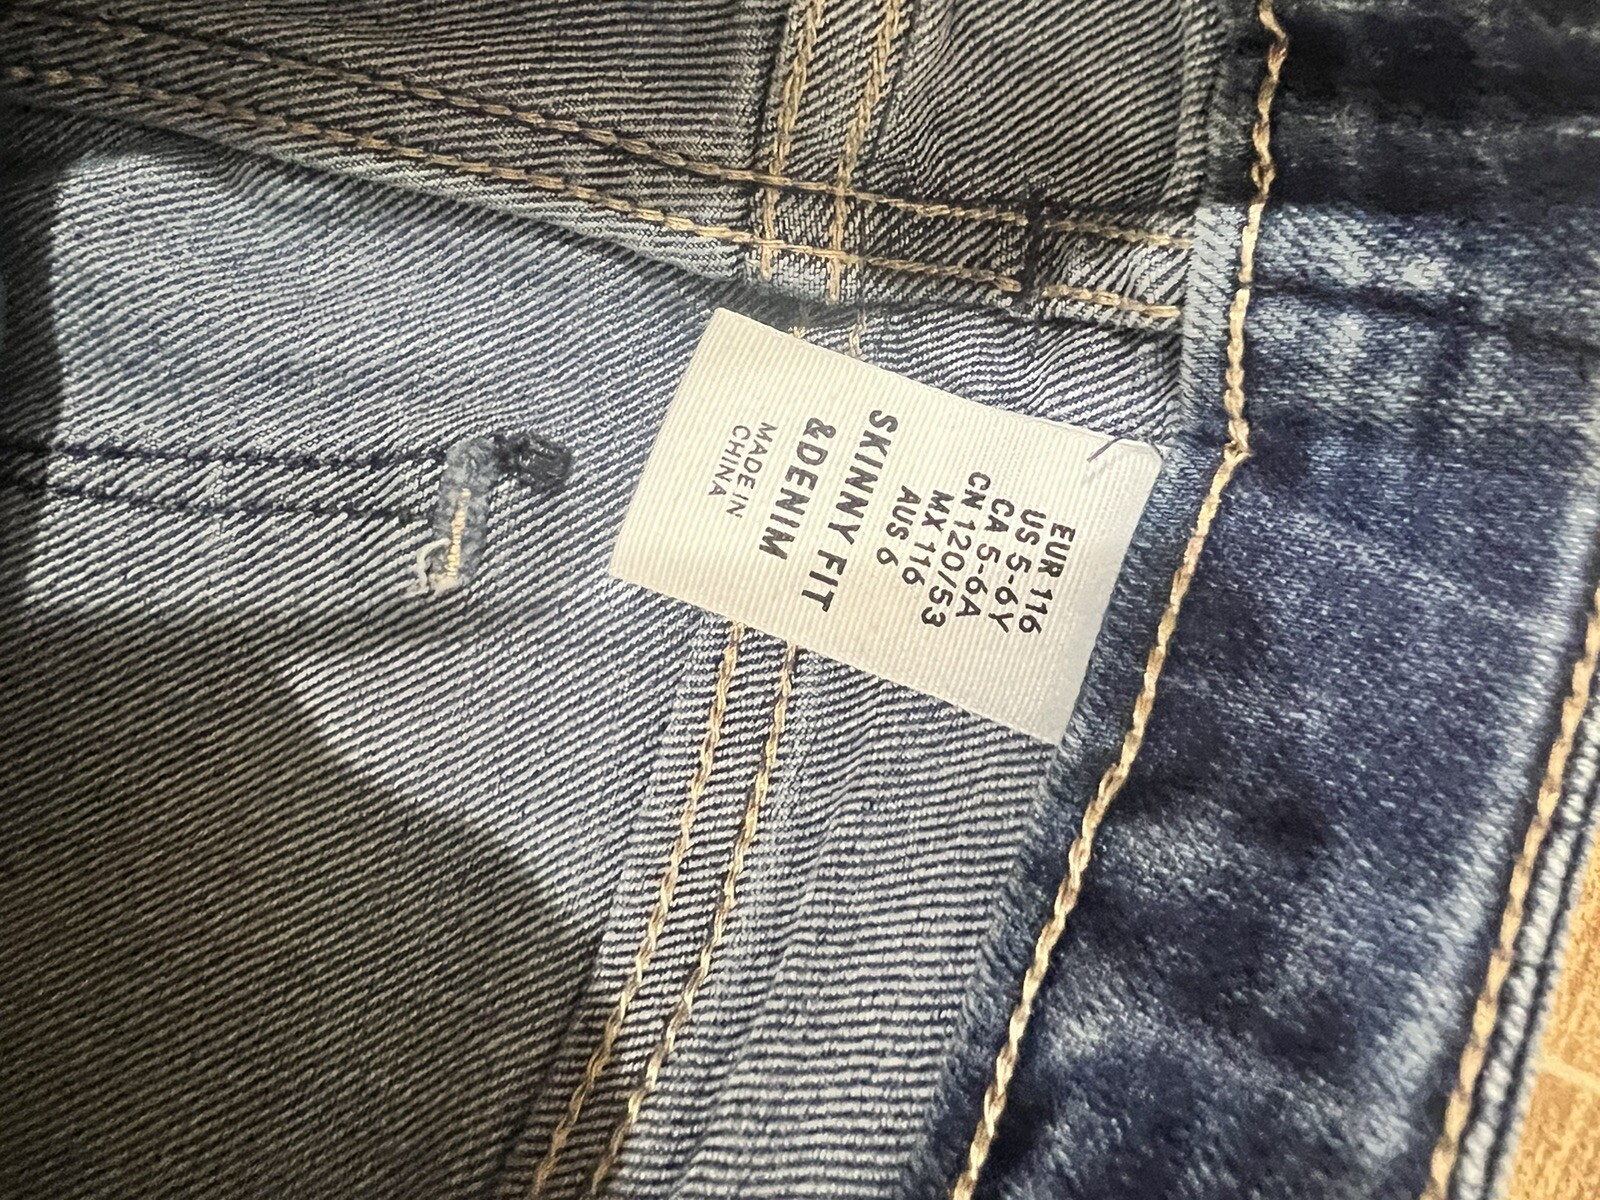 EUR 116
US 5-6Y
CA 5-6A
CN 120/53
MX 116
AUS 6
SKINNY FIT
&DENIM
MADE IN
CHINA